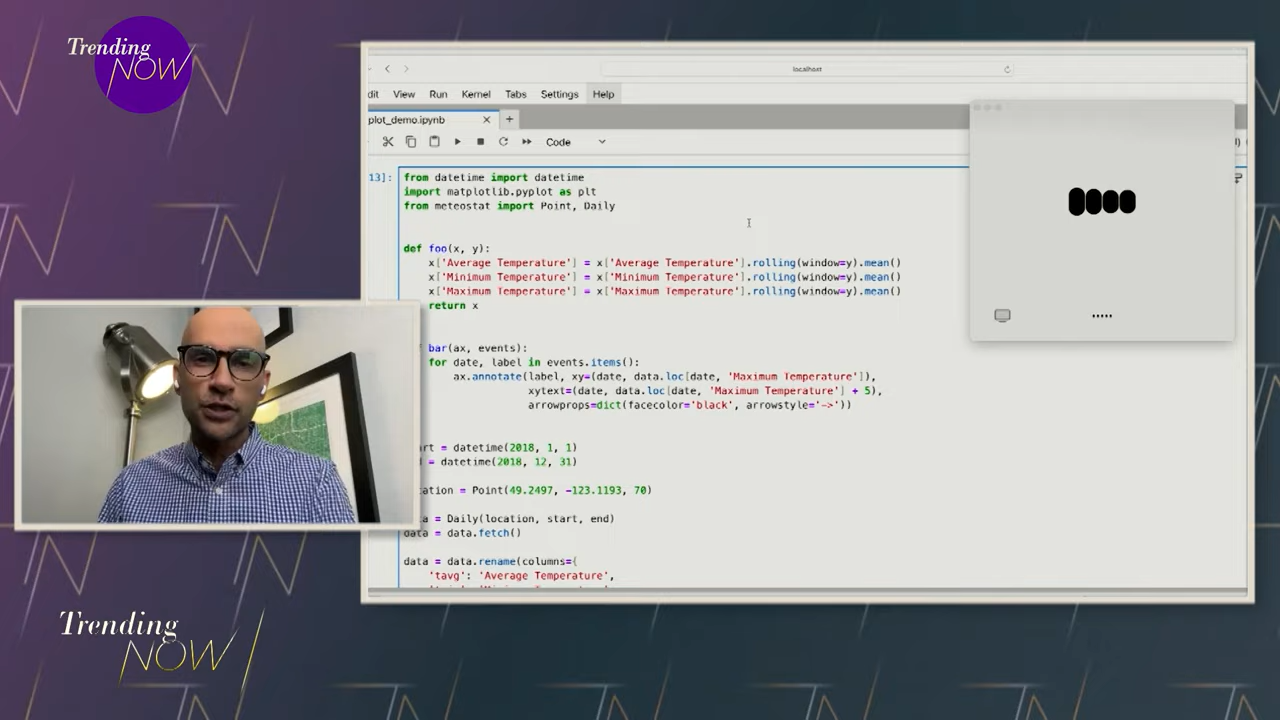 Trending
NOW
localhost
dit View Run Kernel Tabs Settings Help
plot_demo.ipynb
Code
13]:
from datetime import datetime
import matplotlib.pyplot as plt
from meteostat import Point, Daily
def foo(x, y):
x['Average Temperature'] = x['Average Temperature'].rolling(window=y).mean()
x['Minimum Temperature'] = x['Minimum Temperature'].rolling(window=y).mean()
x['Maximum Temperature'] = x['Maximum Temperature'].rolling(window=y).mean()
return x
bar(ax, events):
for date, label in events.items():
ax.annotate(label, xy=(date, data.loc[date, 'Maximum Temperature']),
xytext=(date, data.loc[date, 'Maximum Temperature'] + 5),
arrowprops=dict(facecolor='black', arrowstyle='->'))
rt = datetime(2018, 1, 1)
= datetime(2018, 12, 31)
ation = Point(49.2497, -123.1193, 70)
a = Daily(location, start, end)
data = data.fetch()
data = data.rename(columns={
'tavg': 'Average Temperature',
Trending
NOW